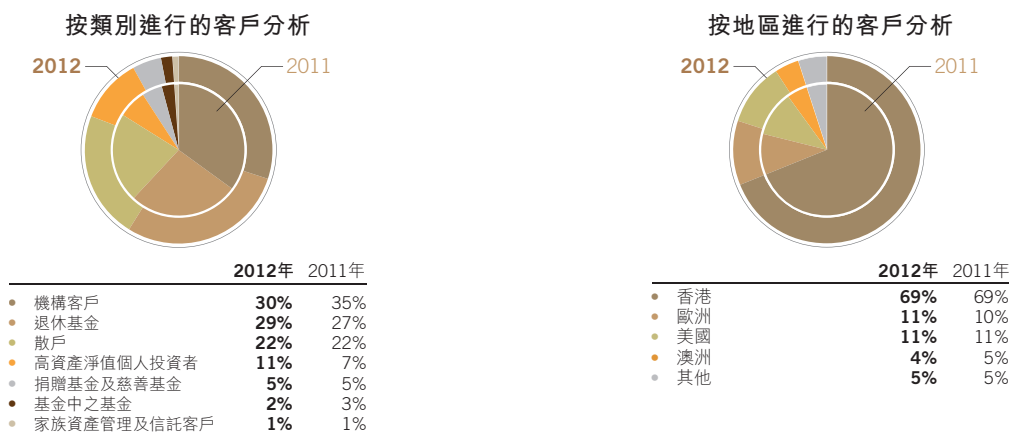 按類別進行的客戶分析
2012
2011
2012年 2011年
機構客戶 30% 35%
退休基金 29% 27%
散戶 22% 22%
高資產淨值個人投資者 11% 7%
捐贈基金及慈善基金 5% 5%
基金中之基金 2% 3%
家族資產管理及信託客戶 1% 1%
按地區進行的客戶分析
2012
2011
2012年 2011年
香港 69% 69%
歐洲 11% 10%
美國 11% 11%
澳洲 4% 5%
其他 5% 5%